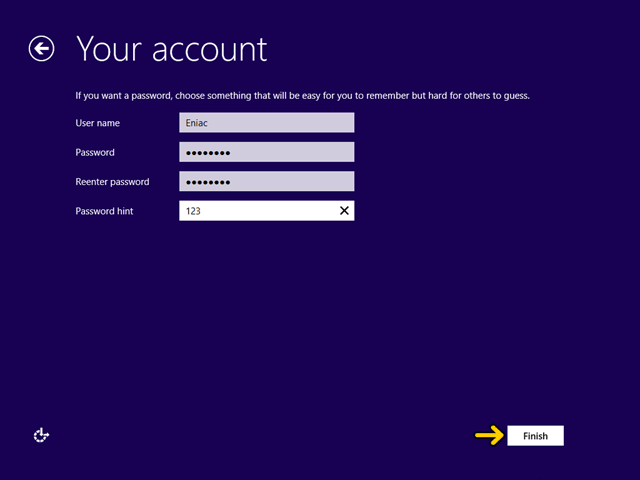 Your account
If you want a password, choose something that will be easy for you to remember but hard for others to guess.
User name Eniac
Password ••••••••
Reenter password ••••••••
Password hint 123
Finish